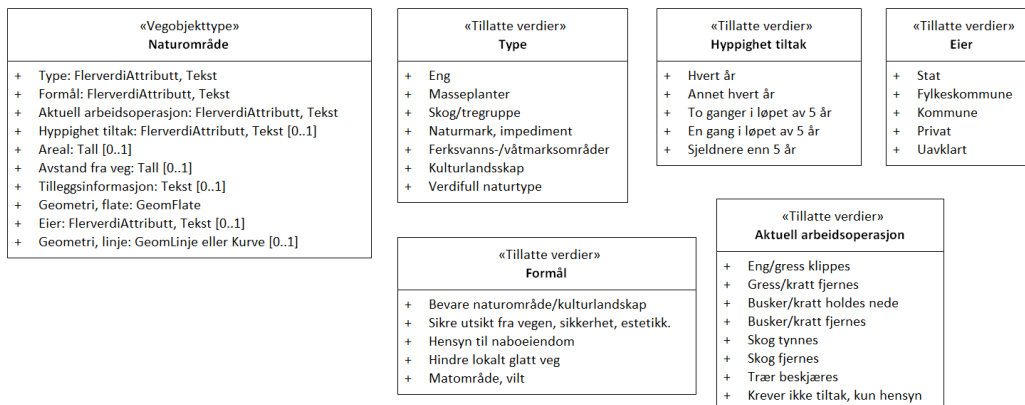 «Vegobjekttype»
Naturområde
+ Type: FlerverdiAttributt, Tekst
+ Formål: FlerverdiAttributt, Tekst
+ Aktuell arbeidsoperasjon: FlerverdiAttributt, Tekst
+ Hyppighet tiltak: FlerverdiAttributt, Tekst [0..1]
+ Areal: Tall [0..1]
+ Avstand fra veg: Tall [0..1]
+ Tilleggsinformasjon: Tekst [0..1]
+ Geometri, flate: GeomFlate
+ Eier: FlerverdiAttributt, Tekst [0..1]
+ Geometri, linje: GeomLinje eller Kurve [0..1]
«Tillatte verdier»
Type
+ Eng
+ Masseplanter
+ Skog/tregruppe
+ Naturmark, impediment
+ Ferksvanns-/våtmarksområder
+ Kulturlandsskap
+ Verdifull naturtype
«Tillatte verdier»
Hyppighet tiltak
+ Hvert år
+ Annet hvert år
+ To ganger i løpet av 5 år
+ En gang i løpet av 5 år
+ Sjeldnere enn 5 år
«Tillatte verdier»
Eier
+ Stat
+ Fylkeskommune
+ Kommune
+ Privat
+ Uavklart
«Tillatte verdier»
Formål
+ Bevare naturområde/kulturlandskap
+ Sikre utsikt fra vegen, sikkerhet, estetikk.
+ Hensyn til naboeiendom
+ Hindre lokalt glatt veg
+ Matområde, vilt
«Tillatte verdier»
Aktuell arbeidsoperasjon
+ Eng/gress klippes
+ Gress/kratt fjernes
+ Busker/kratt holdes nede
+ Busker/kratt fjernes
+ Skog tynnes
+ Skog fjernes
+ Trær beskjæres
+ Krever ikke tiltak, kun hensyn